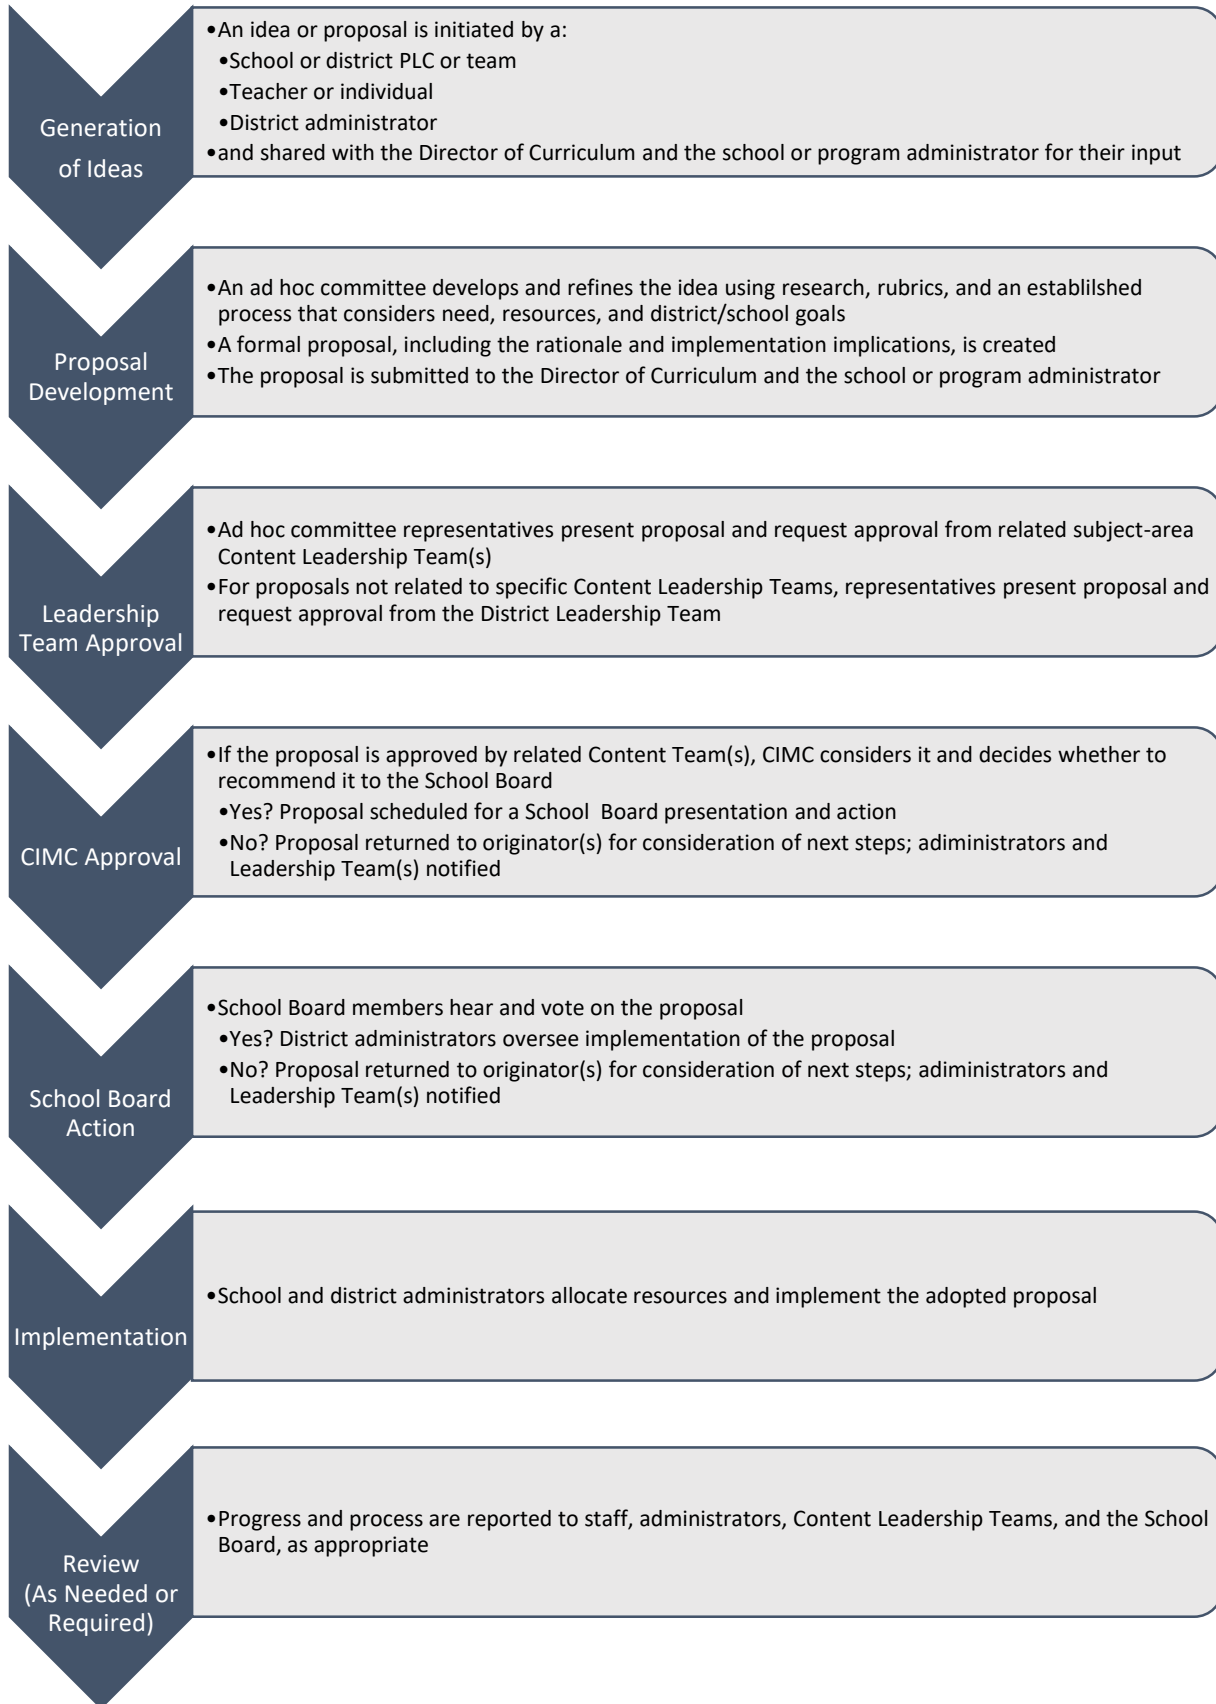 Generation
of Ideas
•An idea or proposal is initiated by a:
•School or district PLC or team
•Teacher or individual
•District administrator
•and shared with the Director of Curriculum and the school or program administrator for their input
Proposal
Development
•An ad hoc committee develops and refines the idea using research, rubrics, and an establilshed
process that considers need, resources, and district/school goals
•A formal proposal, including the rationale and implementation implications, is created
•The proposal is submitted to the Director of Curriculum and the school or program administrator
Leadership
Team Approval
•Ad hoc committee representatives present proposal and request approval from related subject-area
Content Leadership Team(s)
•For proposals not related to specific Content Leadership Teams, representatives present proposal and
request approval from the District Leadership Team
CIMC Approval
•If the proposal is approved by related Content Team(s), CIMC considers it and decides whether to
recommend it to the School Board
•Yes? Proposal scheduled for a School  Board presentation and action
•No? Proposal returned to originator(s) for consideration of next steps; adiministrators and
Leadership Team(s) notified
School Board
Action
•School Board members hear and vote on the proposal
•Yes? District administrators oversee implementation of the proposal
•No? Proposal returned to originator(s) for consideration of next steps; adiministrators and
Leadership Team(s) notified
Implementation
•School and district administrators allocate resources and implement the adopted proposal
Review
(As Needed or
Required)
•Progress and process are reported to staff, administrators, Content Leadership Teams, and the School
Board, as appropriate